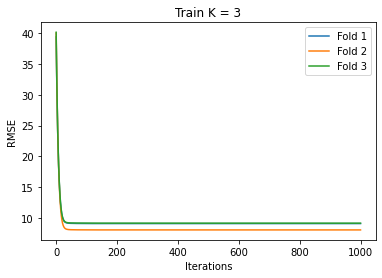 Train K = 3
Fold 1
Fold 2
Fold 3
RMSE
40
35
30
25
20
15
10
0 200 400 600 800 1000
Iterations